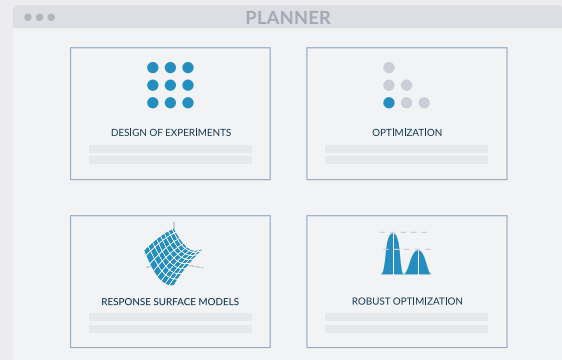 PLANNER
DESIGN OF EXPERIMENTS
OPTIMIZATION
RESPONSE SURFACE MODELS
ROBUST OPTIMIZATION